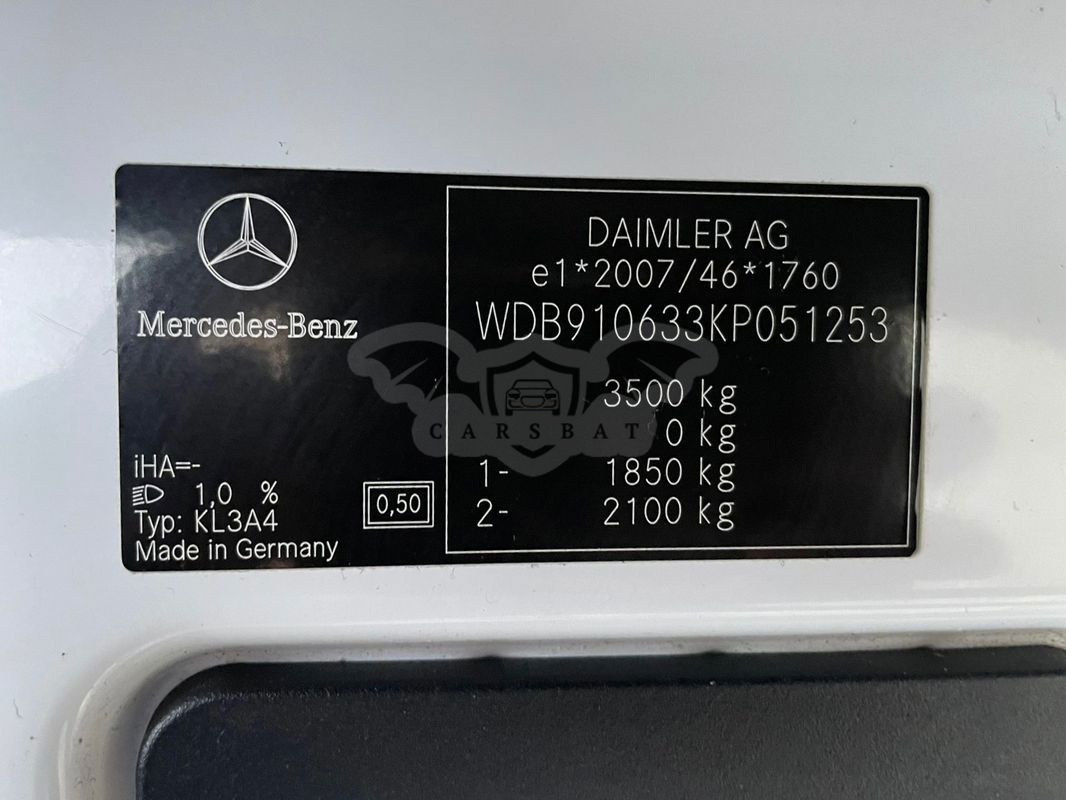 Mercedes-Benz
iHA=-
1,0 %
Typ: KL3A4
Made in Germany
0,50
DAIMLER AG
e1*2007/46*1760
WDB910633KP051253
3500 kg
0 kg
1- 1850 kg
2- 2100 kg
CARSBAT